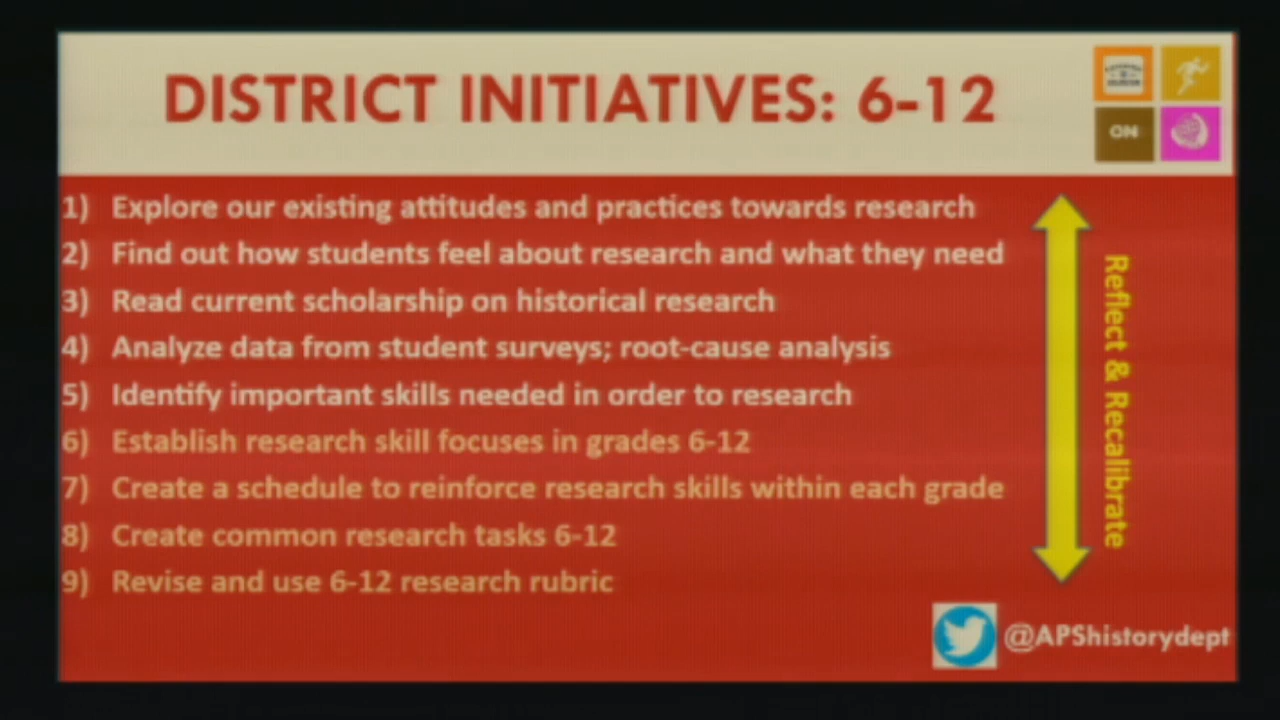 DISTRICT INITIATIVES: 6-12
ON
1) Explore our existing attitudes and practices towards research
2) Find out how students feel about research and what they need
3) Read current scholarship on historical research
4) Analyze data from student surveys; root-cause analysis
5) Identify important skills needed in order to research
6) Establish research skill focuses in grades 6-12
7) Create a schedule to reinforce research skills within each grade
8) Create common research tasks 6-12
9) Revise and use 6-12 research rubric
Reflect & Recalibrate
@APShistorydept